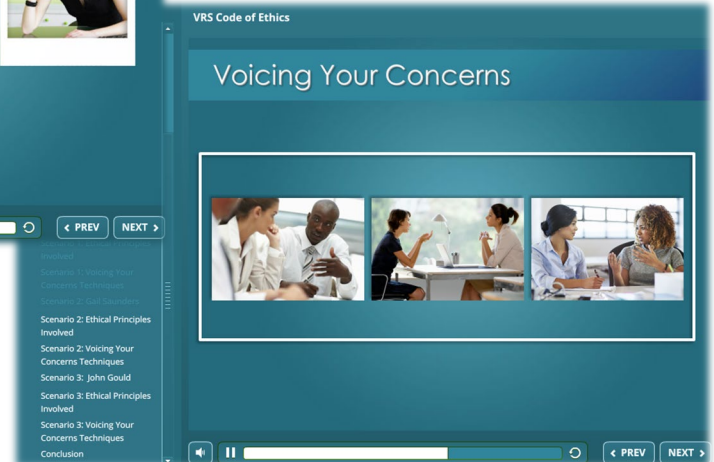 VRS Code of Ethics
Voicing Your Concerns
< PREV
NEXT >
Involved
Scenario 1: Voicing Your
Concerns Techniques
Scenario 2: Gail Saunders
Scenario 2: Ethical Principles
Involved
Scenario 2: Voicing Your
Concerns Techniques
Scenario 3: John Gould
Scenario 3: Ethical Principles
Involved
Scenario 3: Voicing Your
Concerns Techniques
Conclusion
< PREV
NEXT >